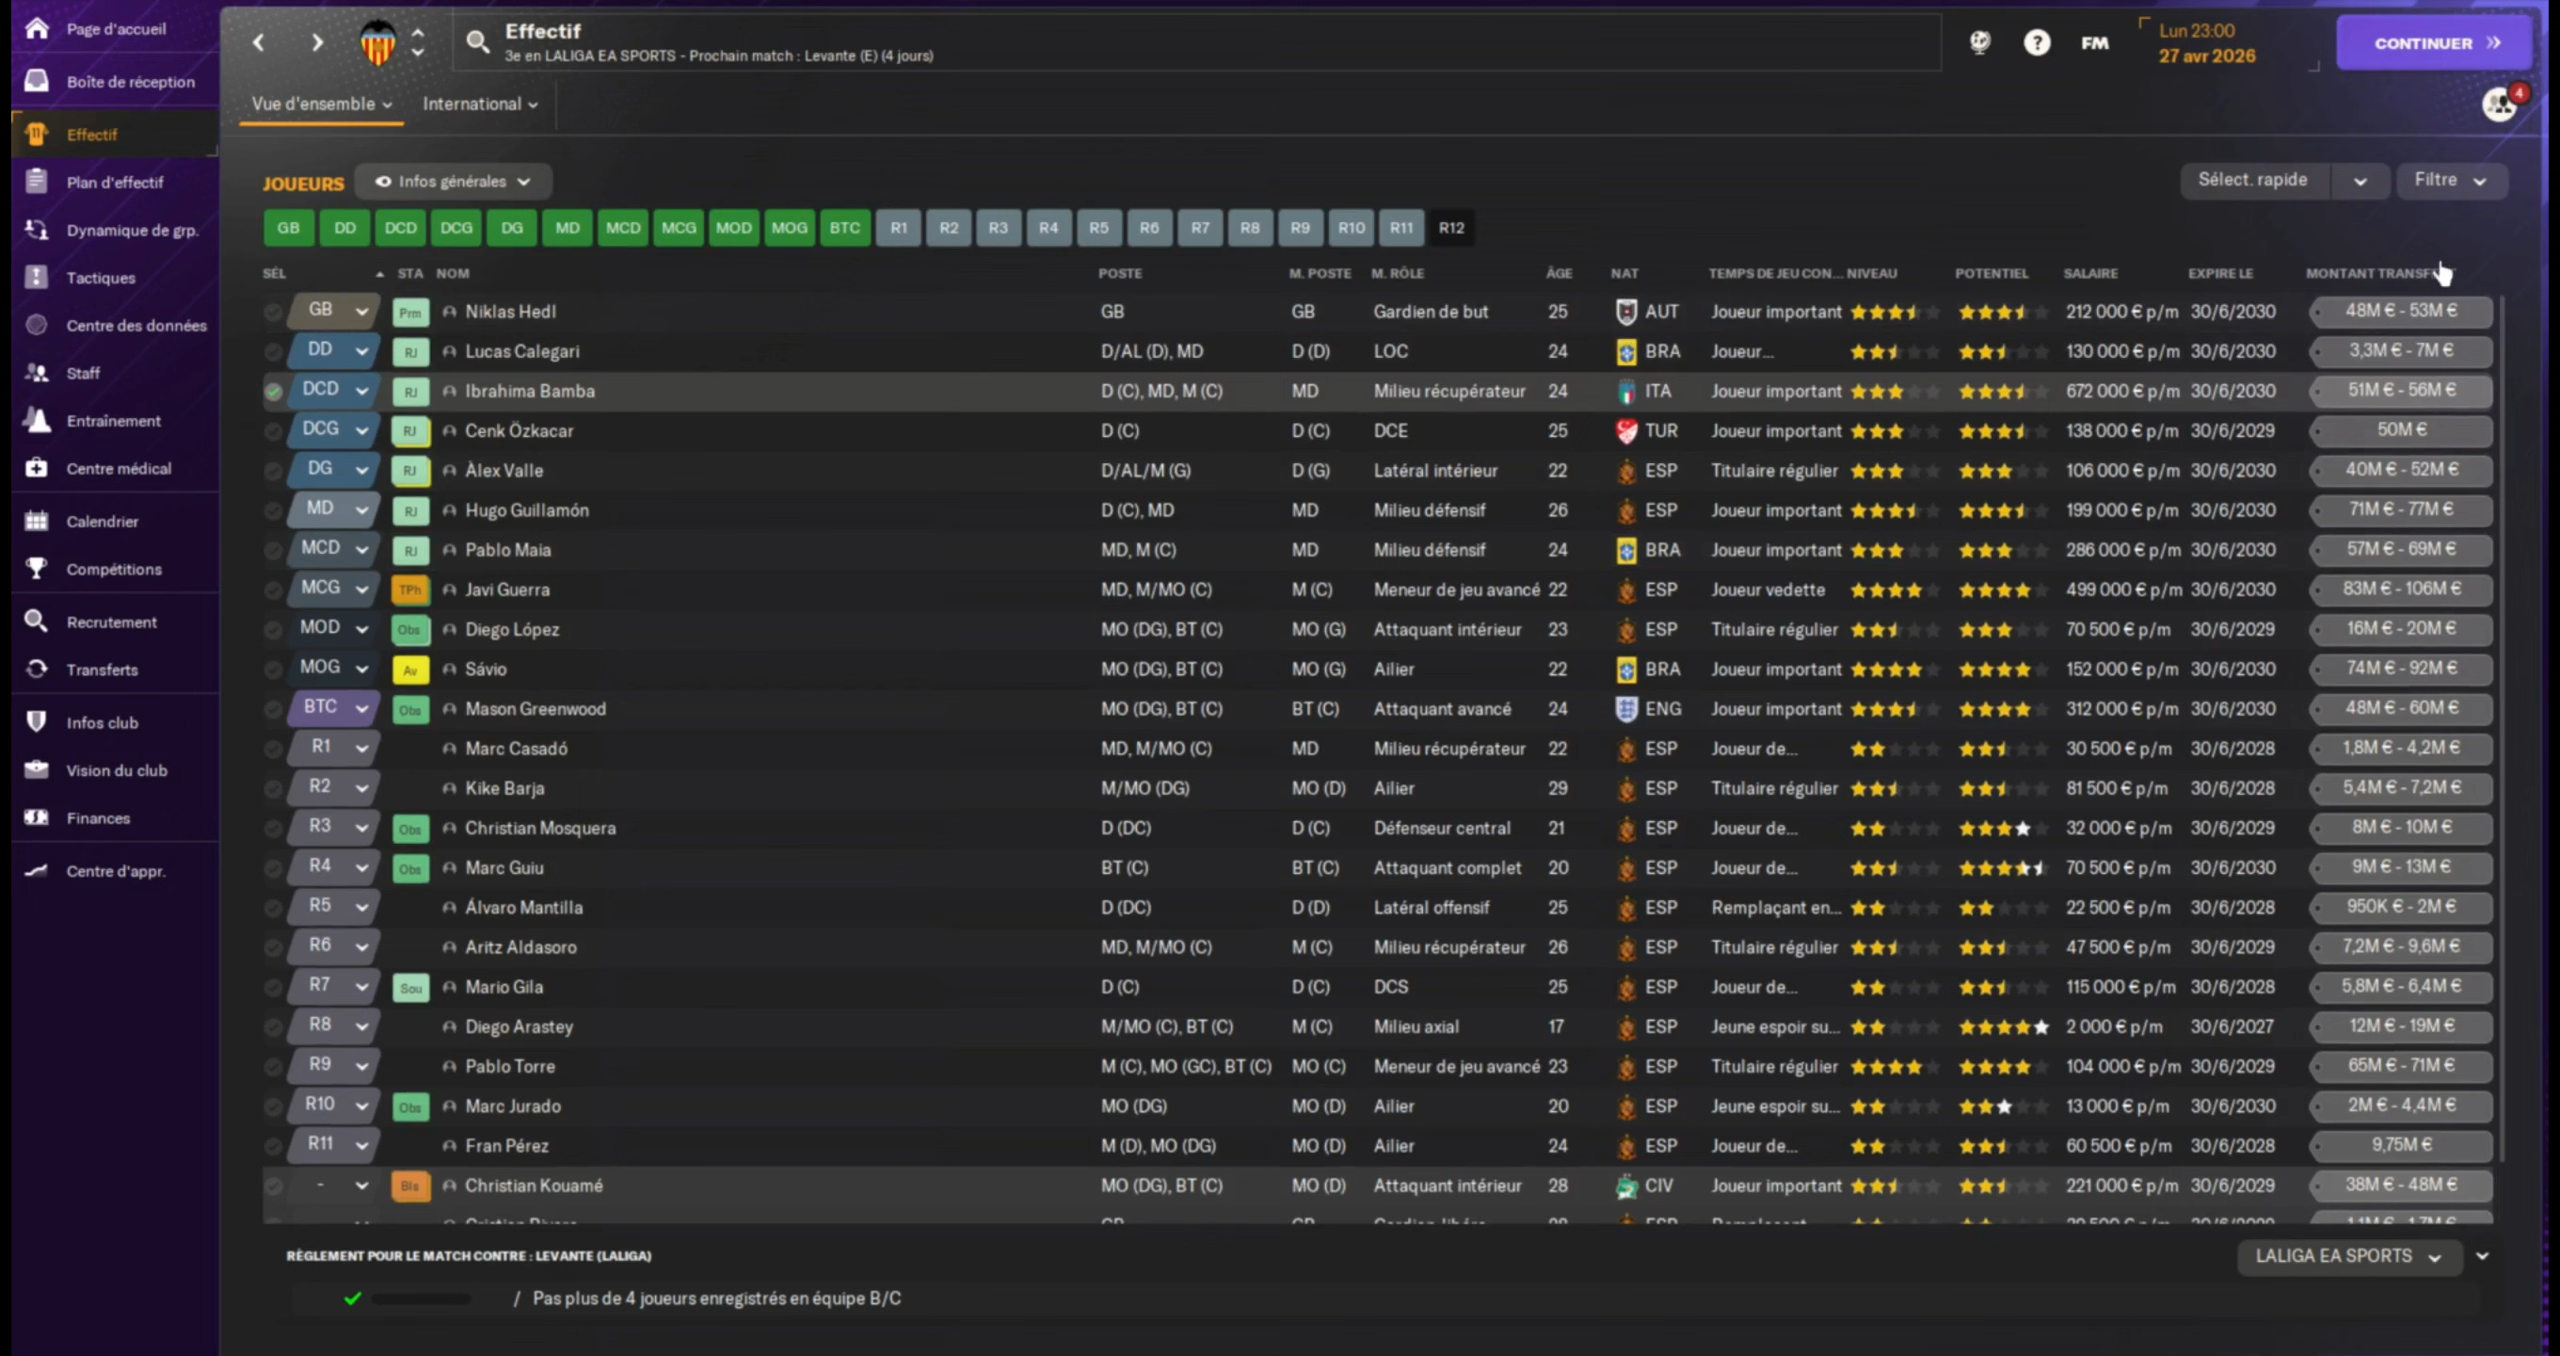 Page d'accueil
Boîte de réception
Effectif
Plan d'effectif
Dynamique de grp.
Tactiques
Centre des données
Staff
Entraînement
Centre médical
Calendrier
Compétitions
Recrutement
Transferts
Infos club
Vision du club
Finances
Centre d'appr.
Effectif
3e en LALIGA EA SPORTS - Prochain match : Levante (E) (4 jours)
? FM
Lun 23:00
27 avr 2026
CONTINUER
4
Vue d'ensemble International
JOUEURS Infos générales
Sélect. rapide Filtre
GB DD DCD DCG DG MD MCD MCG MOD MOG BTC R1 R2 R3 R4 R5 R6 R7 R8 R9 R10 R11 R12
SÉL STA NOM POSTE M. POSTE M. RÔLE ÂGE NAT TEMPS DE JEU CON... NIVEAU POTENTIEL SALAIRE EXPIRE LE MONTANT
GB Prm Niklas Hedl GB GB Gardien de but 25 AUT Joueur important 212 000 € p/m 30/6/2030 48M € - 53M €
DD RJ Lucas Calegari D/AL (D), MD D (D) LOC 24 BRA Joueur... 130 000 € p/m 30/6/2030 3,3M € - 7M €
DCD RJ Ibrahima Bamba D (C), MD, M (C) MD Milieu récupérateur 24 ITA Joueur important 672 000 € p/m 30/6/2030 51M € - 56M €
DCG RJ Cenk Özkacar D (C) D (C) DCE 25 TUR Joueur important 138 000 € p/m 30/6/2029 50M €
DG RJ Àlex Valle D/AL/M (G) D (G) Latéral intérieur 22 ESP Titulaire régulier 106 000 € p/m 30/6/2030 40M € - 52M €
MD RJ Hugo Guillamón D (C), MD MD Milieu défensif 26 ESP Joueur important 199 000 € p/m 30/6/2030 71M € - 77M €
MCD RJ Pablo Maia MD, M (C) MD Milieu défensif 24 BRA Joueur important 286 000 € p/m 30/6/2030 57M € - 69M €
MCG TPh Javi Guerra MD, M/MO (C) M (C) Meneur de jeu avancé 22 ESP Joueur vedette 499 000 € p/m 30/6/2030 83M € - 106M €
MOD Obs Diego López MO (DG), BT (C) MO (G) Attaquant intérieur 23 ESP Titulaire régulier 70 500 € p/m 30/6/2029 16M € - 20M €
MOG Av Sávio MO (DG), BT (C) MO (G) Ailier 22 BRA Joueur important 152 000 € p/m 30/6/2030 74M € - 92M €
BTC Obs Mason Greenwood MO (DG), BT (C) BT (C) Attaquant avancé 24 ENG Joueur important 312 000 € p/m 30/6/2030 48M € - 60M €
R1 Marc Casadó MD, M/MO (C) MD Milieu récupérateur 22 ESP Joueur de... 30 500 € p/m 30/6/2028 1,8M € - 4,2M €
R2 Kike Barja M/MO (DG) MO (D) Ailier 29 ESP Titulaire régulier 81 500 € p/m 30/6/2028 5,4M € - 7,2M €
R3 Obs Christian Mosquera D (DC) D (C) Défenseur central 21 ESP Joueur de... 32 000 € p/m 30/6/2029 8M € - 10M €
R4 Obs Marc Guiu BT (C) BT (C) Attaquant complet 20 ESP Joueur de... 70 500 € p/m 30/6/2030 9M € - 13M €
R5 Álvaro Mantilla D (DC) D (D) Latéral offensif 25 ESP Remplaçant en... 22 500 € p/m 30/6/2028 950K € - 2M €
R6 Aritz Aldasoro MD, M/MO (C) M (C) Milieu récupérateur 26 ESP Titulaire régulier 47 500 € p/m 30/6/2029 7,2M € - 9,6M €
R7 Sou Mario Gila D (C) D (C) DCS 25 ESP Joueur de... 115 000 € p/m 30/6/2028 5,8M € - 6,4M €
R8 Diego Arastey M/MO (C), BT (C) M (C) Milieu axial 17 ESP Jeune espoir su... 2 000 € p/m 30/6/2027 12M € - 19M €
R9 Pablo Torre M (C), MO (GC), BT (C) MO (C) Meneur de jeu avancé 23 ESP Titulaire régulier 104 000 € p/m 30/6/2029 65M € - 71M €
R10 Obs Marc Jurado MO (DG) MO (D) Ailier 20 ESP Jeune espoir su... 13 000 € p/m 30/6/2030 2M € - 4,4M €
R11 Fran Pérez M (D), MO (DG) MO (D) Ailier 24 ESP Joueur de... 60 500 € p/m 30/6/2028 9,75M €
- Bls Christian Kouamé MO (DG), BT (C) MO (D) Attaquant intérieur 28 CIV Joueur important 221 000 € p/m 30/6/2029 38M € - 48M €
RÈGLEMENT POUR LE MATCH CONTRE : LEVANTE (LALIGA)
LALIGA EA SPORTS
/ Pas plus de 4 joueurs enregistrés en équipe B/C